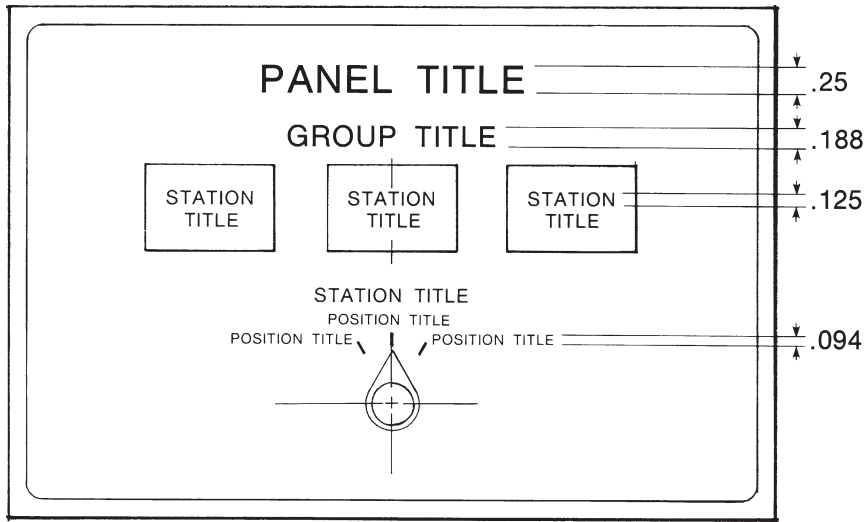 PANEL TITLE
.25
GROUP TITLE
.188
STATION
TITLE
STATION
TITLE
STATION
TITLE
.125
STATION TITLE
POSITION TITLE
POSITION TITLE
POSITION TITLE
.094